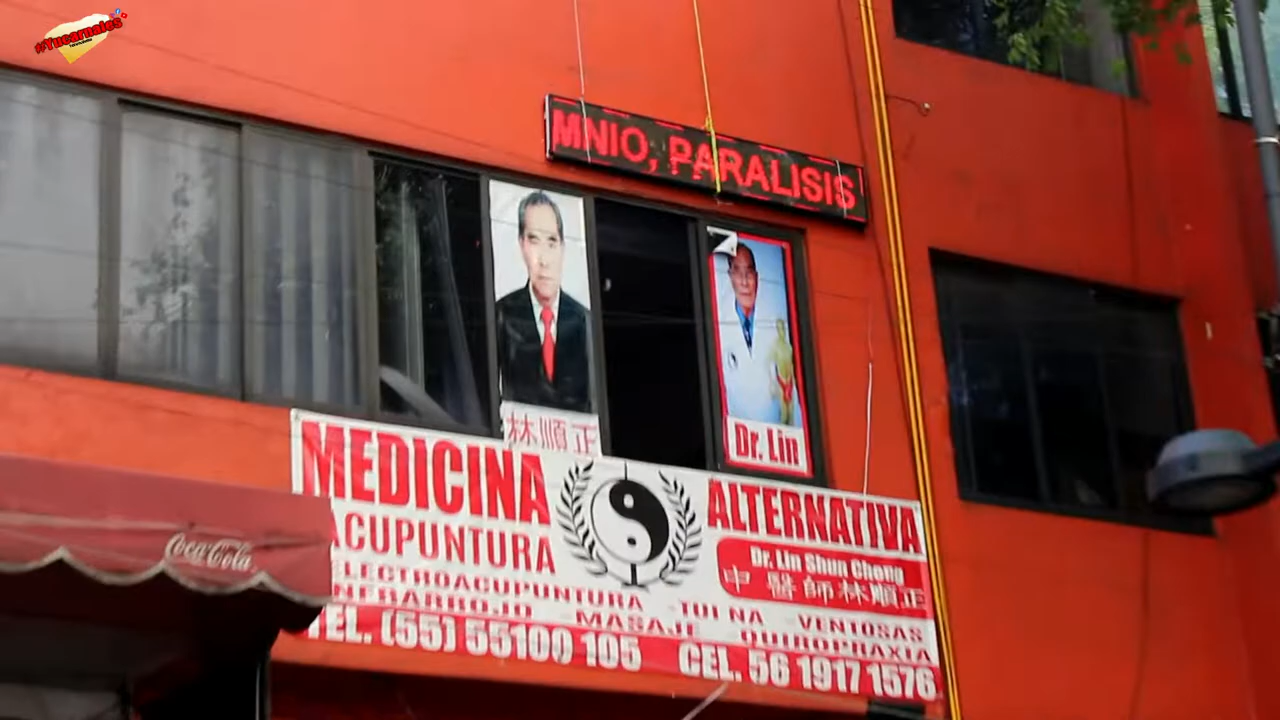 #Yucarnales
MNIO, PARALISIS
林順正
Dr. Lin
MEDICINA ALTERNATIVA
ACUPUNTURA
Dr. Lin Shun Cheng
中醫師林順正
ELECTROACUPUNTURA - TUI NA - VENTOSAS
INFRARROJO - MASAJE QUIROPRAXIA
TEL. (55) 55100 105 CEL. 56 1917 1576
Coca-Cola